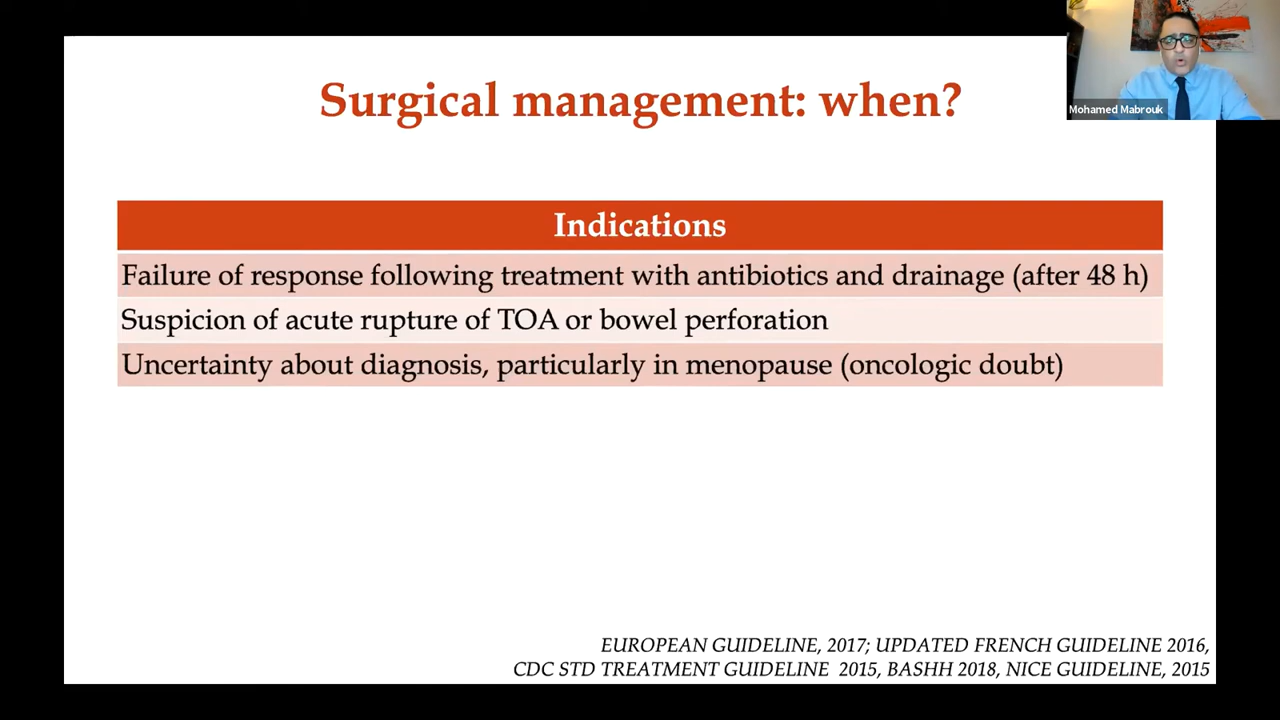 Surgical management: when?
Mohamed Mabrouk
Indications
Failure of response following treatment with antibiotics and drainage (after 48 h)
Suspicion of acute rupture of TOA or bowel perforation
Uncertainty about diagnosis, particularly in menopause (oncologic doubt)
EUROPEAN GUIDELINE, 2017; UPDATED FRENCH GUIDELINE 2016,
CDC STD TREATMENT GUIDELINE 2015, BASHH 2018, NICE GUIDELINE, 2015